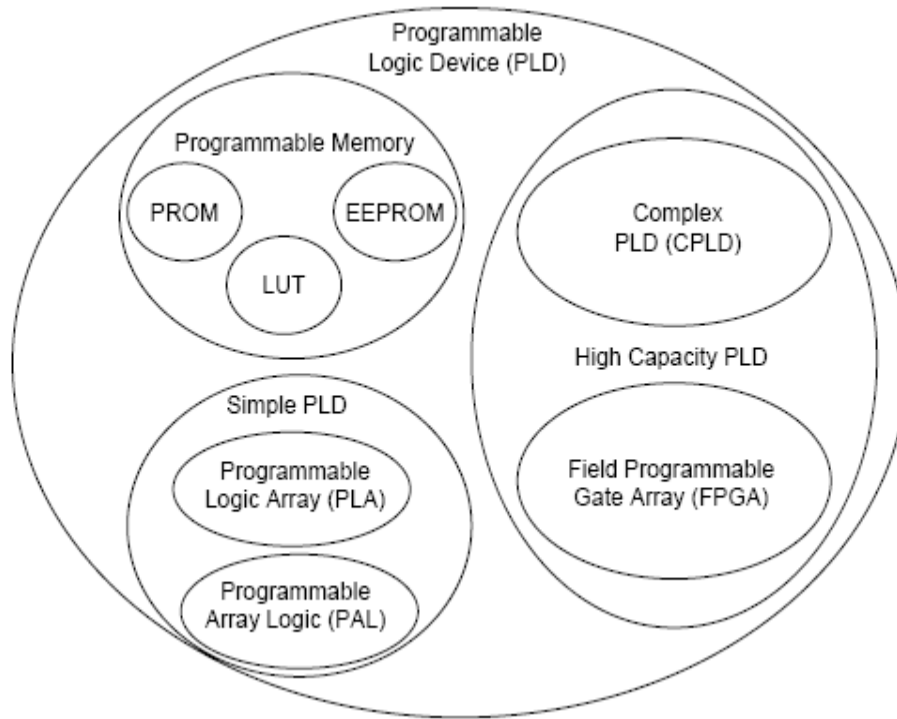 Programmable
Logic Device (PLD)
Programmable Memory
PROM
EEPROM
LUT
Complex
PLD (CPLD)
High Capacity PLD
Simple PLD
Programmable
Logic Array (PLA)
Field Programmable
Gate Array (FPGA)
Programmable
Array Logic (PAL)